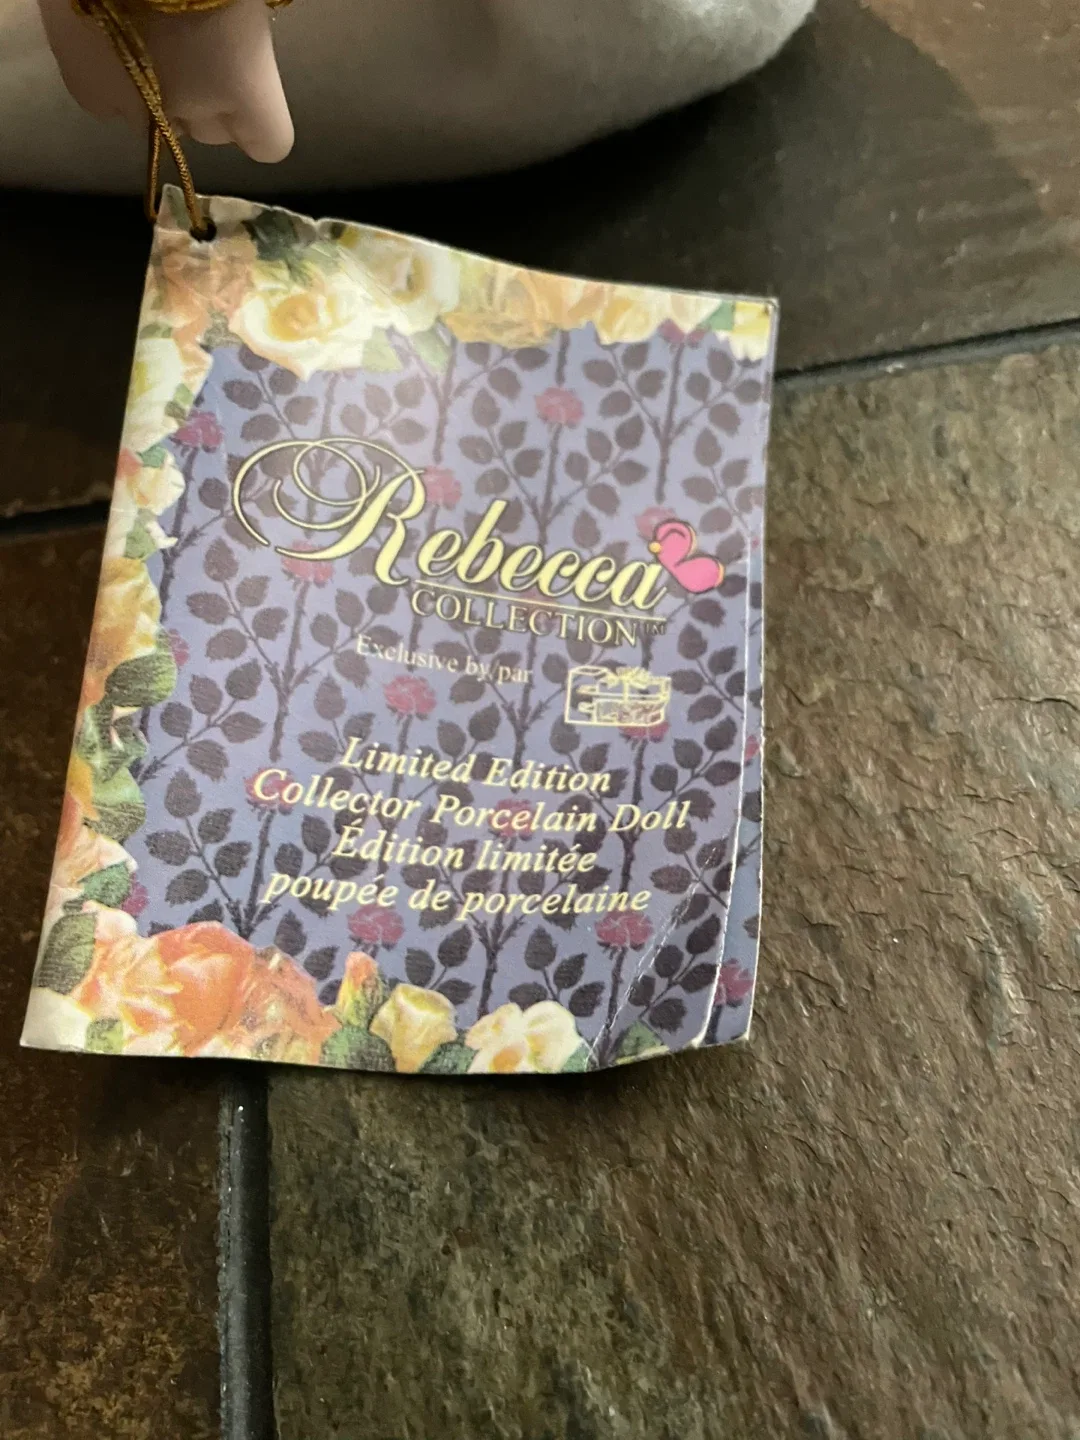 Rebecca
COLLECTION™
Exclusive by, par
Limited Edition
Collector Porcelain Doll
Édition limitée
poupée de porcelaine